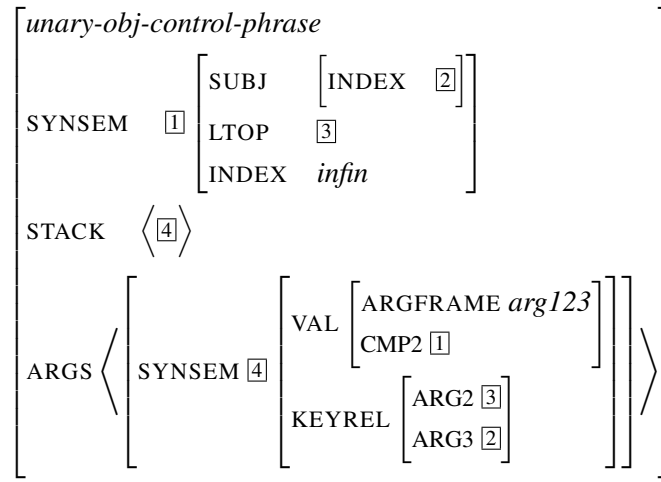 unary-obj-control-phrase
SUBJ [INDEX 2]
SYNSEM 1 LTOP 3
INDEX infin
STACK ⟨4⟩
ARGFRAME arg123
VAL
CMP2 1
ARGS ⟨ SYNSEM 4 ⟩
ARG2 3
KEYREL
ARG3 2